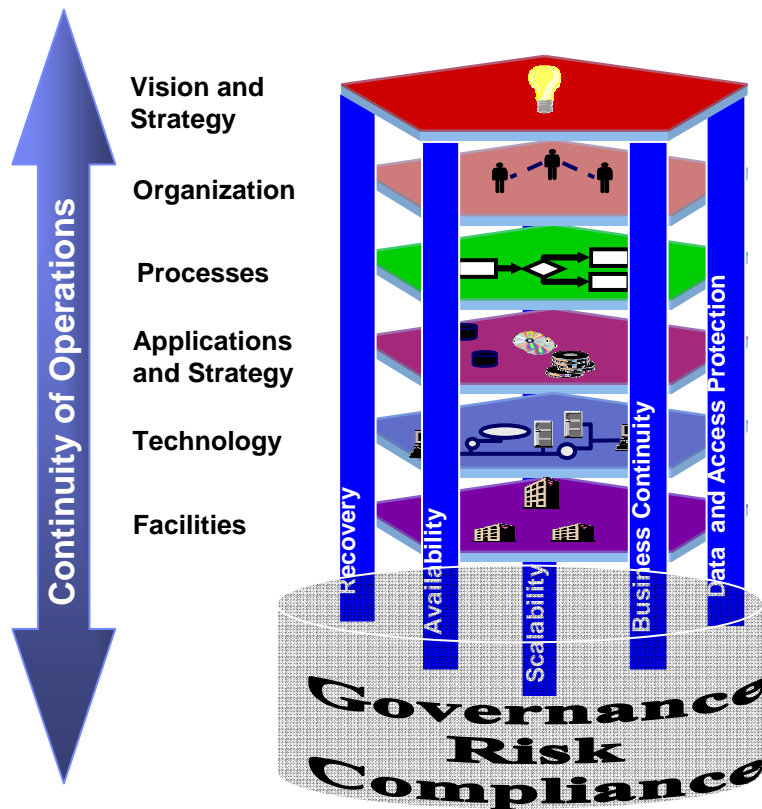 Continuity of Operations
Vision and
Strategy
Organization
Processes
Applications
and Strategy
Technology
Facilities
Recovery
Availability
Scalability
Business Continuity
Data and Access Protection
Governance
Risk
Compliance